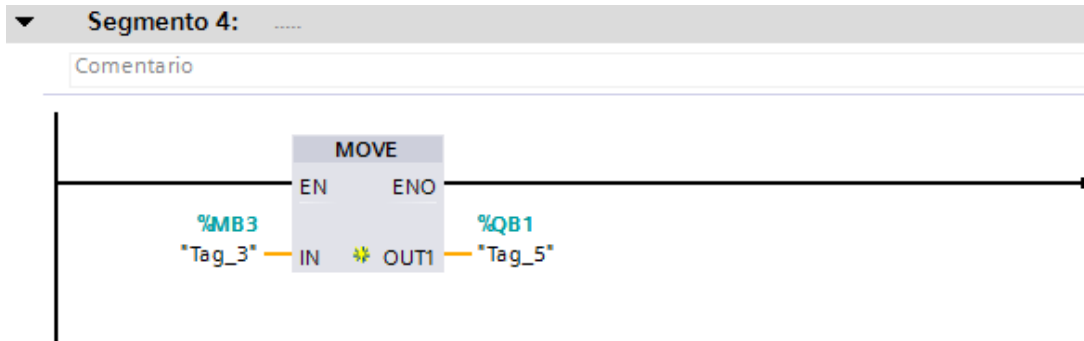 Segmento 4: .....
Comentario
MOVE
EN ENO
%MB3 %QB1
"Tag_3" IN OUT1 "Tag_5"